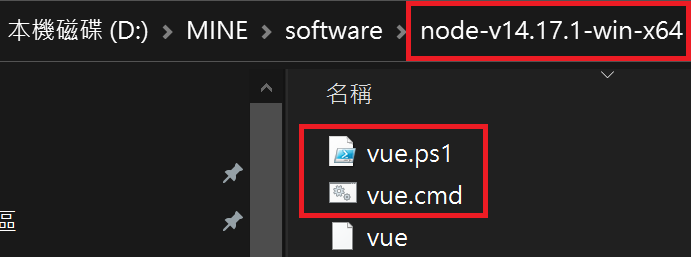 本機磁碟 (D:) > MINE > software > node-v14.17.1-win-x64
名稱
vue.ps1
vue.cmd
區
vue